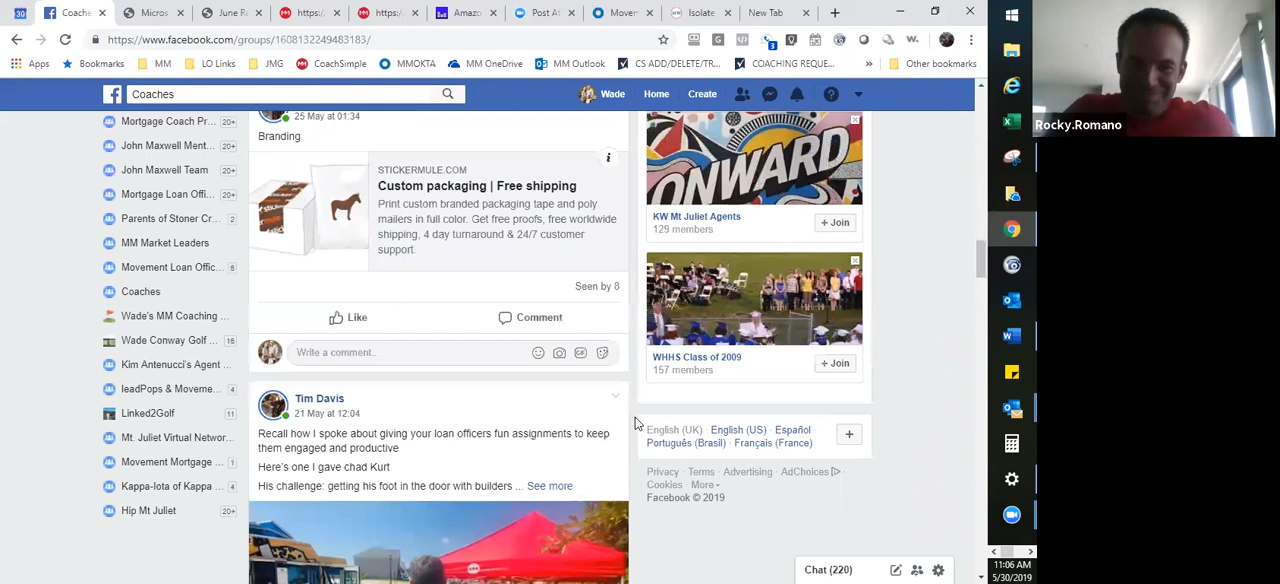 Coache
Micros
June Re
https:/
https:/
Amazo
Post A
Movem
Isolate
New Tab
https://www.facebook.com/groups/1608132249483183/
Apps
Bookmarks
MM
LO Links
JMG
CoachSimple
MMOKTA
MM OneDrive
MM Outlook
CS ADD/DELETE/TR...
COACHING REQUE...
»
Other bookmarks
Coaches
Wade
Home
Create
Mortgage Coach Pr... 20+
John Maxwell Ment... 20+
John Maxwell Team
Mortgage Loan Offi... 20+
Parents of Stoner Cr... 2
MM Market Leaders
Movement Loan Offic... 6
Coaches
Wade's MM Coaching ...
Wade Conway Golf ... 16
Kim Antenucci's Agent ...
leadPops & Moveme... 4
Linked2Golf 11
Mt. Juliet Virtual Networ...
Movement Mortgage ... 1
Kappa-Iota of Kappa ... 4
Hip Mt Juliet 20+
25 May at 01:34
Branding
STICKERMULE.COM
Custom packaging | Free shipping
Print custom branded packaging tape and poly
mailers in full color. Get free proofs, free worldwide
shipping, 4 day turnaround & 24/7 customer
support.
Seen by 8
Like
Comment
Write a comment...
GIF
Tim Davis
21 May at 12:04
Recall how I spoke about giving your loan officers fun assignments to keep
them engaged and productive
Here's one I gave chad Kurt
His challenge: getting his foot in the door with builders ... See more
ONWARD
KW Mt Juliet Agents
129 members
+ Join
WHHS Class of 2009
157 members
+ Join
English (UK) · English (US) · Español
Português (Brasil) · Français (France)
Privacy · Terms · Advertising · AdChoices
Cookies · More
Facebook © 2019
Chat (220)
Rocky.Romano
11:06 AM
5/30/2019